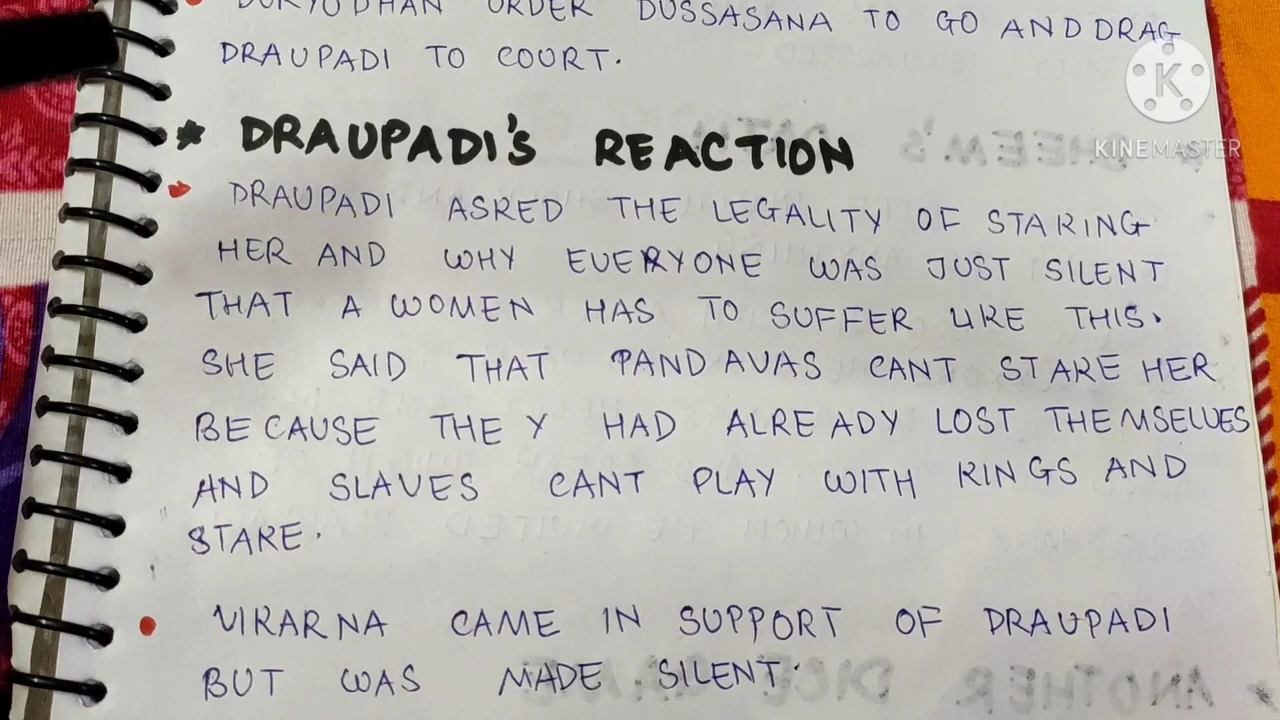 DURYODHAN ORDER DUSSASANA TO GO AND DRAG
DRAUPADI TO COURT.
* DRAUPADI'S REACTION
DRAUPADI ASKED THE LEGALITY OF STAKING
HER AND WHY EVERYONE WAS JUST SILENT
THAT A WOMEN HAS TO SUFFER LIKE THIS.
SHE SAID THAT PANDAVAS CANT STAKE HER
BECAUSE THEY HAD ALREADY LOST THEMSELVES
AND SLAVES CANT PLAY WITH KINGS AND
STAKE.
VIKARNA CAME IN SUPPORT OF DRAUPADI
BUT WAS MADE SILENT.
K
KINEMASTER